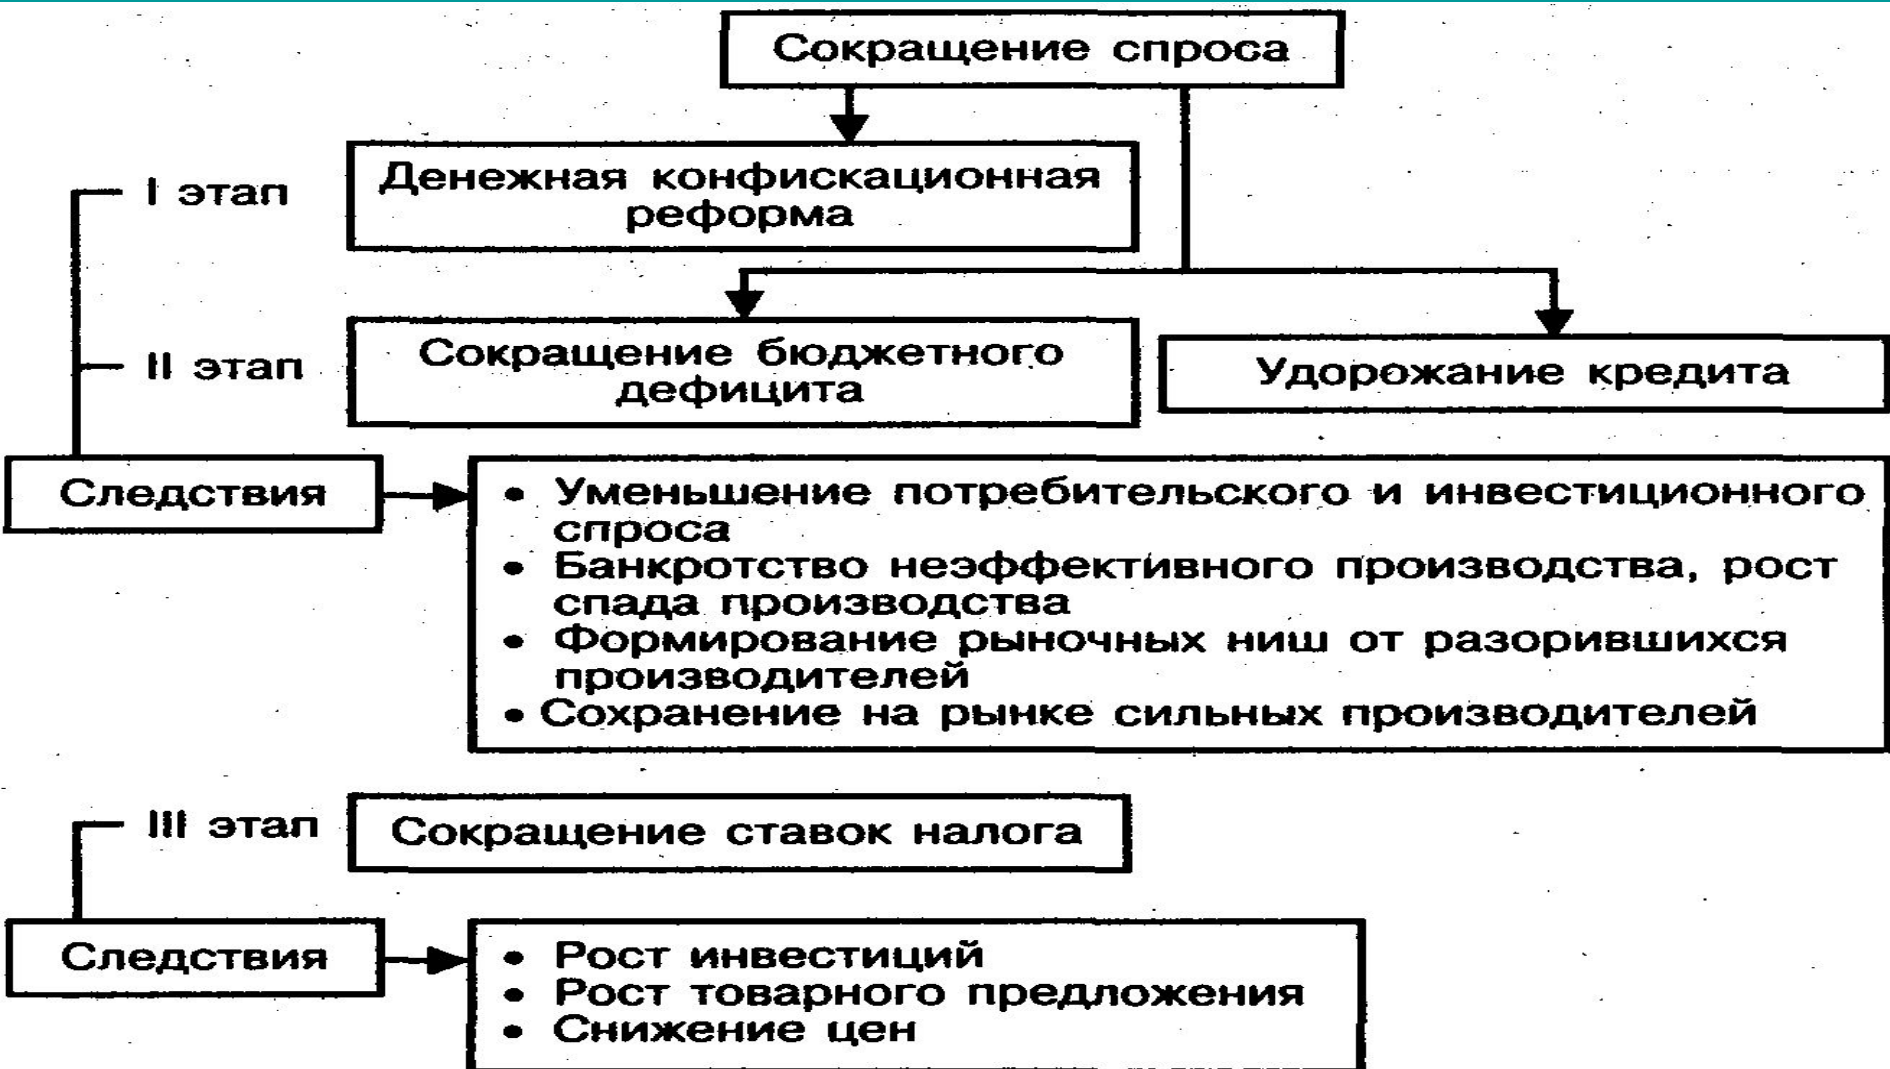 Сокращение спроса
I этап
Денежная конфискационная
реформа
II этап
Сокращение бюджетного
дефицита
Удорожание кредита
Следствия
• Уменьшение потребительского и инвестиционного
спроса
• Банкротство неэффективного производства, рост
спада производства
• Формирование рыночных ниш от разорившихся
производителей
• Сохранение на рынке сильных производителей
III этап
Сокращение ставок налога
Следствия
• Рост инвестиций
• Рост товарного предложения
• Снижение цен